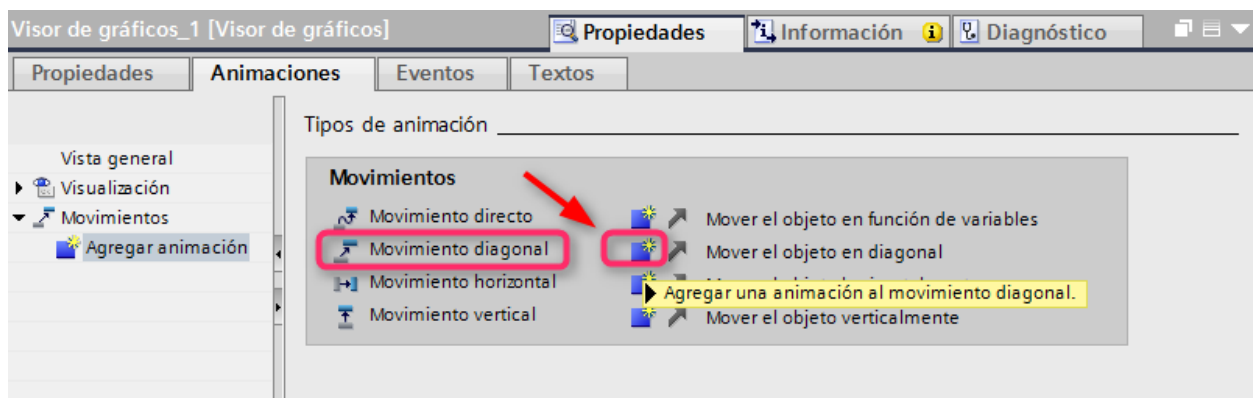 Visor de gráficos_1 [Visor de gráficos]
Propiedades
Información
Diagnóstico
Propiedades
Animaciones
Eventos
Textos
Tipos de animación
Vista general
Visualización
Movimientos
Agregar animación
Movimientos
Movimiento directo
Mover el objeto en función de variables
Movimiento diagonal
Mover el objeto en diagonal
Movimiento horizontal
Agregar una animación al movimiento diagonal.
Movimiento vertical
Mover el objeto verticalmente